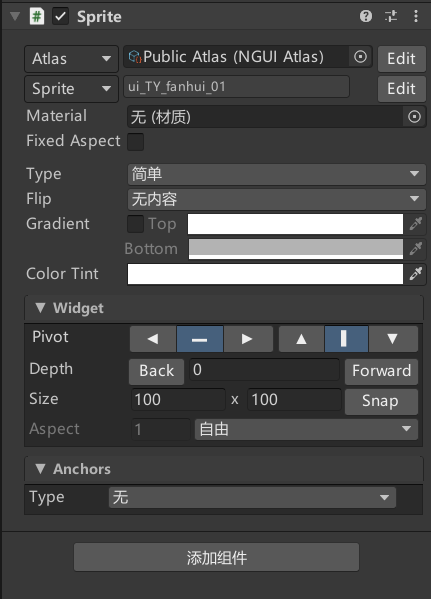 Sprite
Atlas Public Atlas (NGUI Atlas) Edit
Sprite ui_TY_fanhui_01 Edit
Material 无 (材质)
Fixed Aspect
Type 简单
Flip 无内容
Gradient Top
Bottom
Color Tint
Widget
Pivot
Depth Back 0 Forward
Size 100 x 100 Snap
Aspect 1 自由
Anchors
Type 无
添加组件